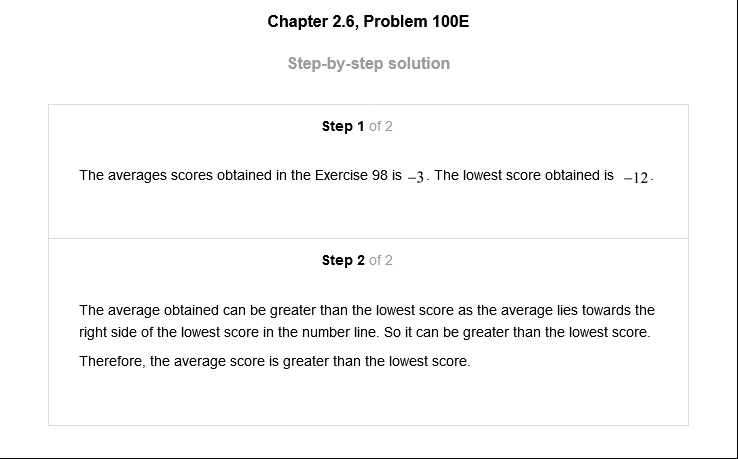 Chapter 2.6, Problem 100E
Step-by-step solution
Step 1 of 2
The averages scores obtained in the Exercise 98 is −3. The lowest score obtained is −12.
Step 2 of 2
The average obtained can be greater than the lowest score as the average lies towards the
right side of the lowest score in the number line. So it can be greater than the lowest score.
Therefore, the average score is greater than the lowest score.